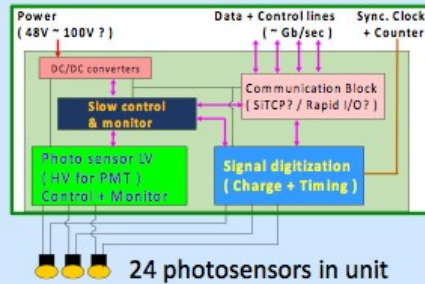 Power
( 48V ~ 100V ? )
Data + Control lines
( ~ Gb/sec )
Sync. Clock
+ Counter
DC/DC converters
Communication Block
( SiTCP? / Rapid I/O? )
Slow control
& monitor
Photo sensor LV
( HV for PMT )
Control + Monitor
Signal digitization
( Charge + Timing )
24 photosensors in unit